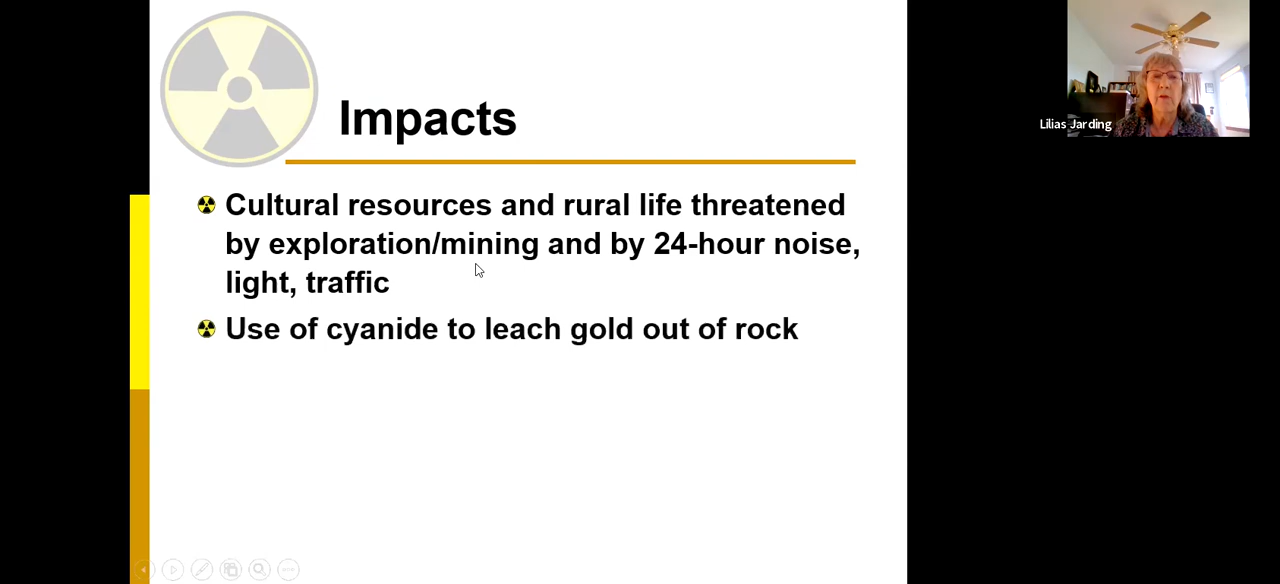 Impacts
Cultural resources and rural life threatened
by exploration/mining and by 24-hour noise,
light, traffic
Use of cyanide to leach gold out of rock
Lilias Jarding